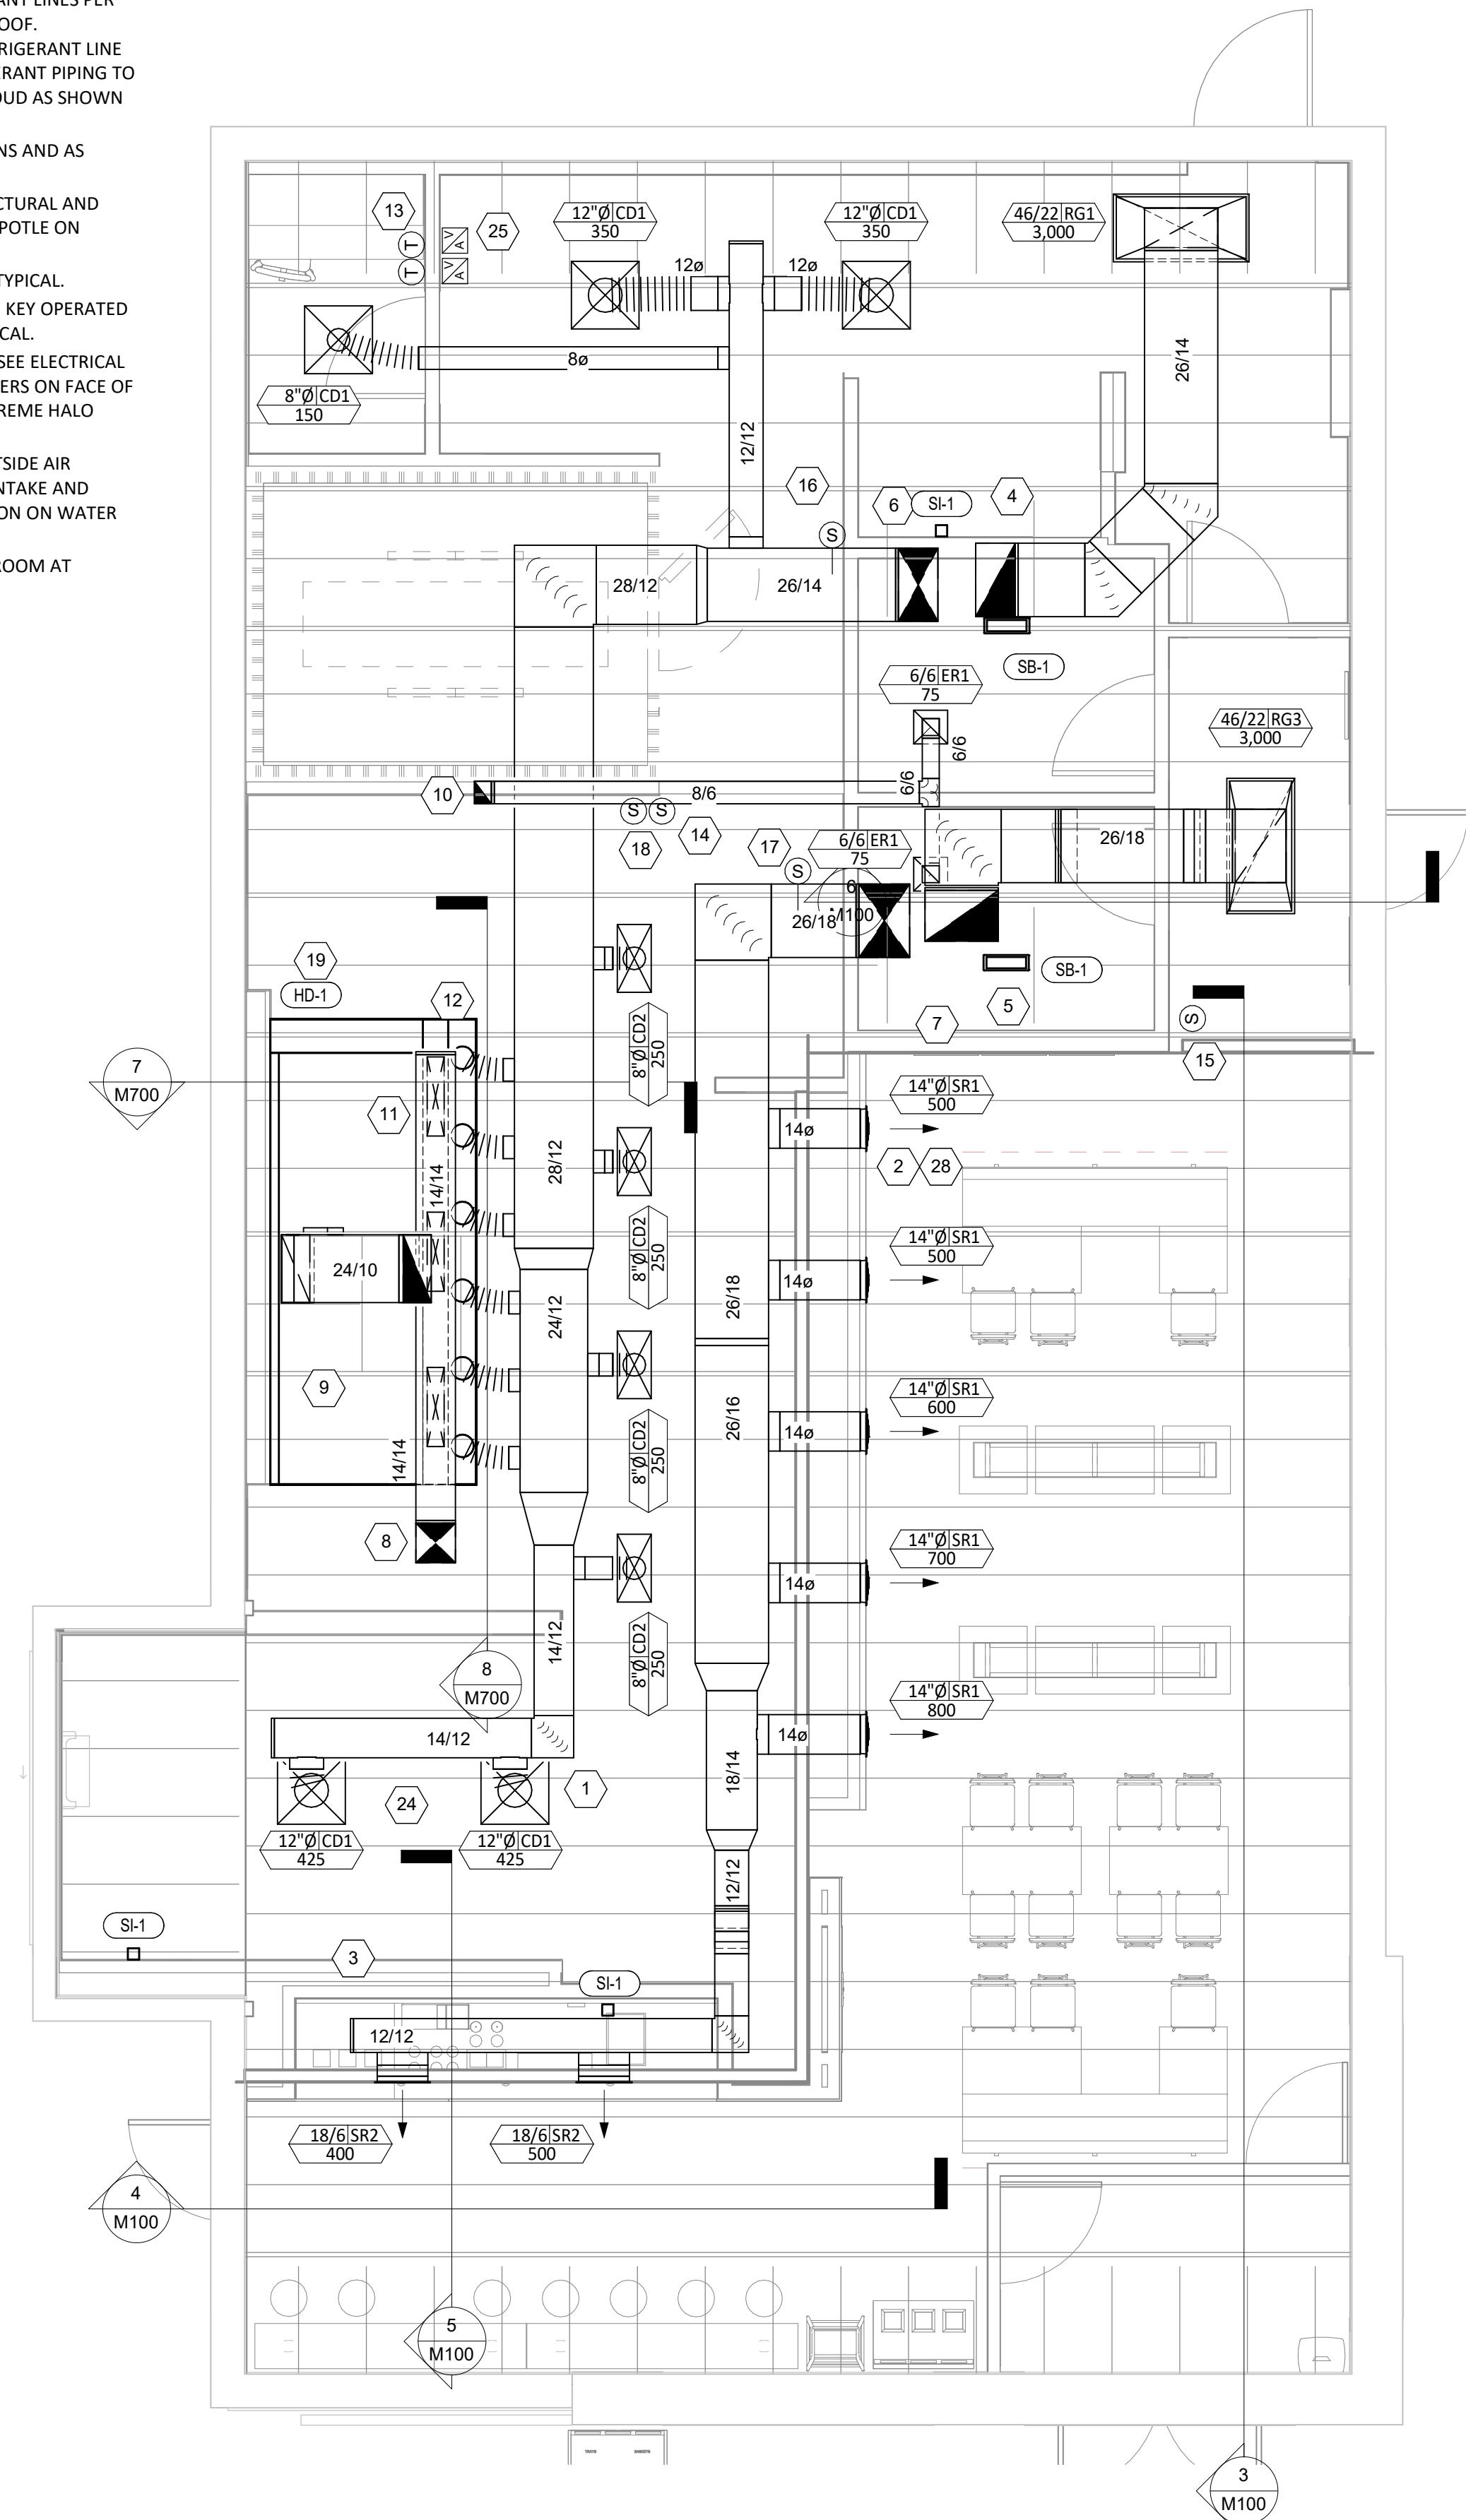 ANT LINES PER
OOF.
RIGERANT LINE
ERANT PIPING TO
OUD AS SHOWN
NS AND AS
CTURAL AND
POTLE ON
TYPICAL.
KEY OPERATED
CAL.
SEE ELECTRICAL
ERS ON FACE OF
REME HALO
TSIDE AIR
NTAKE AND
ON ON WATER
ROOM AT
13
T
T
A V
A V
25
12"Ø CD1
350
12"Ø CD1
350
46/22 RG1
3,000
12ø
12ø
8ø
8"Ø CD1
150
26/14
12/12
16
6
SI-1
4
S
28/12
26/14
SB-1
6/6 ER1
75
46/22 RG3
3,000
6/6
6/6
10
8/6
S
S
18
14
17
6/6 ER1
75
26/18
S
6
M100
26/18
19
HD-1
12
SB-1
5
7
S
15
8"Ø CD2
250
7
M700
11
14/14
28/12
14ø
14"Ø SR1
500
2
28
8"Ø CD2
250
14"Ø SR1
500
24/10
24/12
26/18
14ø
9
14"Ø SR1
600
8"Ø CD2
250
26/16
14ø
14/14
8
14"Ø SR1
700
14ø
14/12
8"Ø CD2
250
8
M700
14"Ø SR1
800
14/12
14ø
18/14
24
1
12"Ø CD1
425
12"Ø CD1
425
12/12
SI-1
3
SI-1
12/12
18/6 SR2
400
18/6 SR2
500
4
M100
5
M100
3
M100